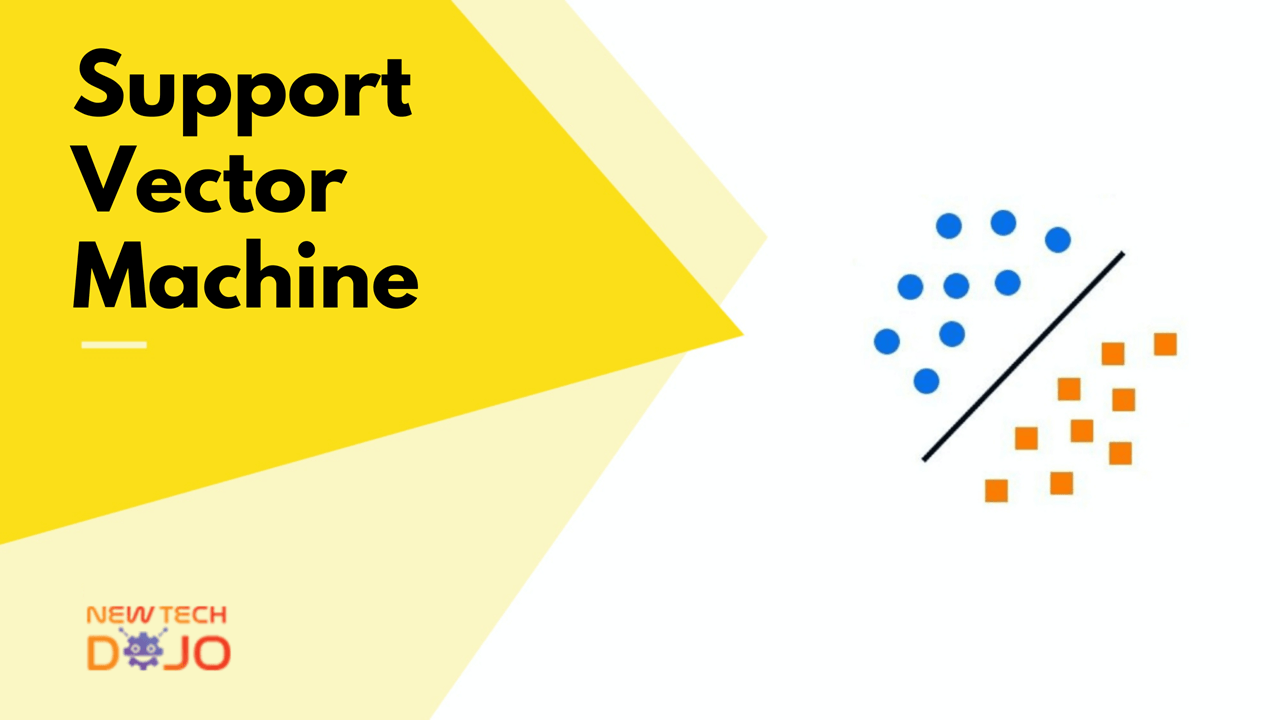 Support
Vector
Machine
NEW TECH
DOJO